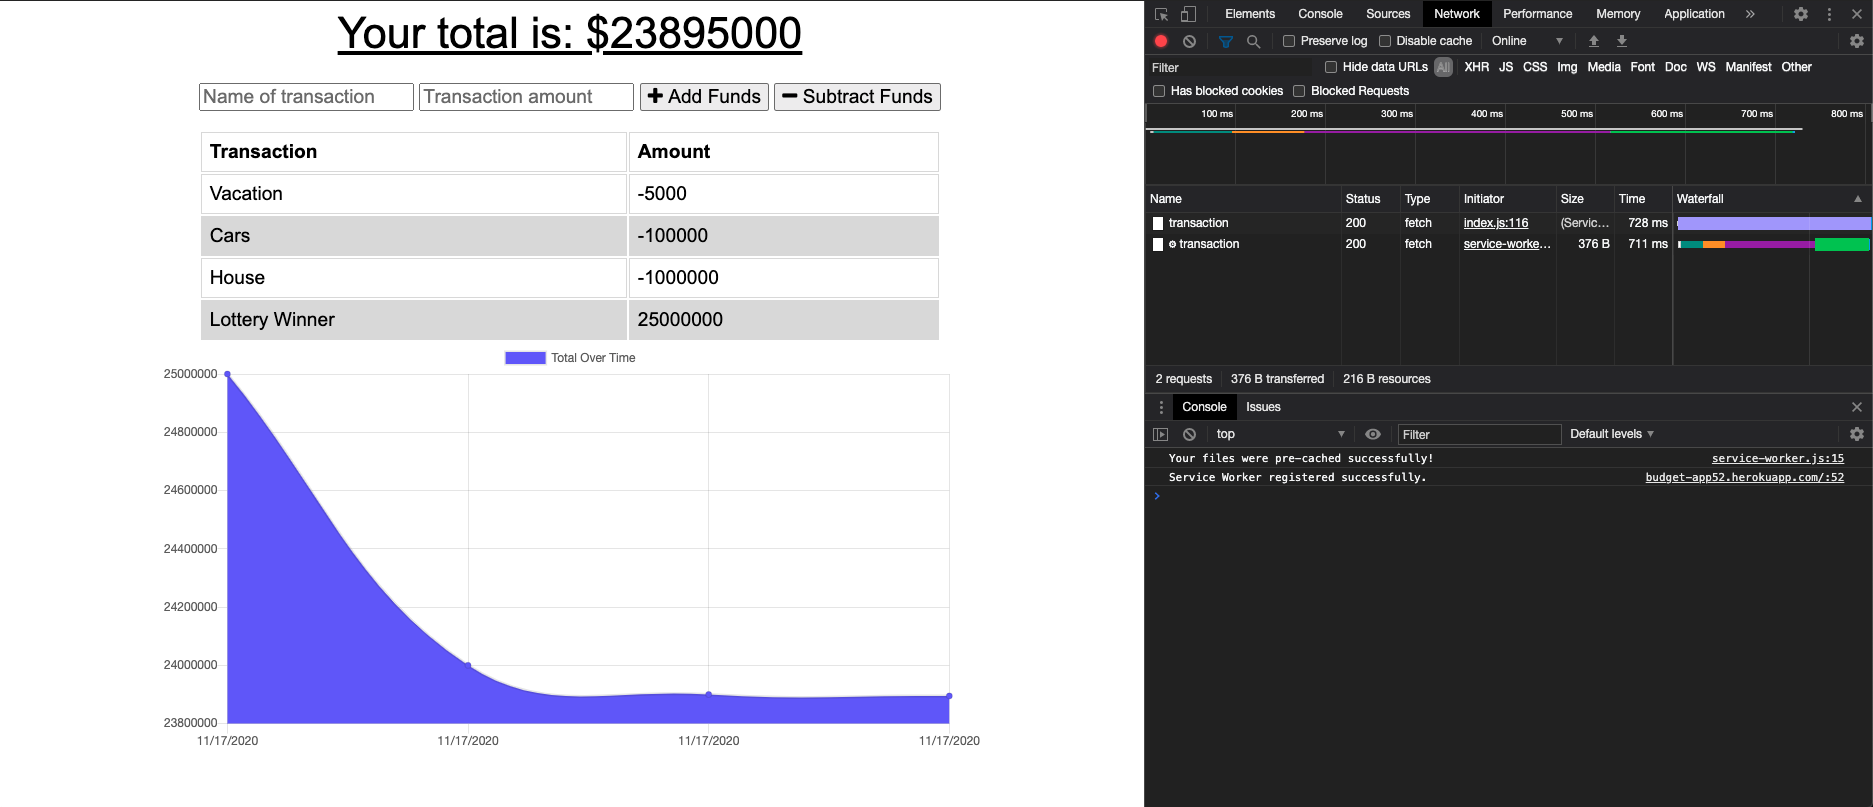 Your total is: $23895000
Name of transaction Transaction amount Add Funds Subtract Funds
Transaction Amount
Vacation -5000
Cars -100000
House -1000000
Lottery Winner 25000000
Total Over Time
25000000
24800000
24600000
24400000
24200000
24000000
23800000
11/17/2020 11/17/2020 11/17/2020 11/17/2020
Elements Console Sources Network Performance Memory Application »
Preserve log Disable cache Online
Filter Hide data URLs All XHR JS CSS Img Media Font Doc WS Manifest Other
Has blocked cookies Blocked Requests
100 ms 200 ms 300 ms 400 ms 500 ms 600 ms 700 ms 800 ms
Name Status Type Initiator Size Time Waterfall
transaction 200 fetch index.js:116 (Servic... 728 ms
transaction 200 fetch service-worke... 376 B 711 ms
2 requests 376 B transferred 216 B resources
Console Issues
top Filter Default levels
Your files were pre-cached successfully! service-worker.js:15
Service Worker registered successfully. budget-app52.herokuapp.com/:52